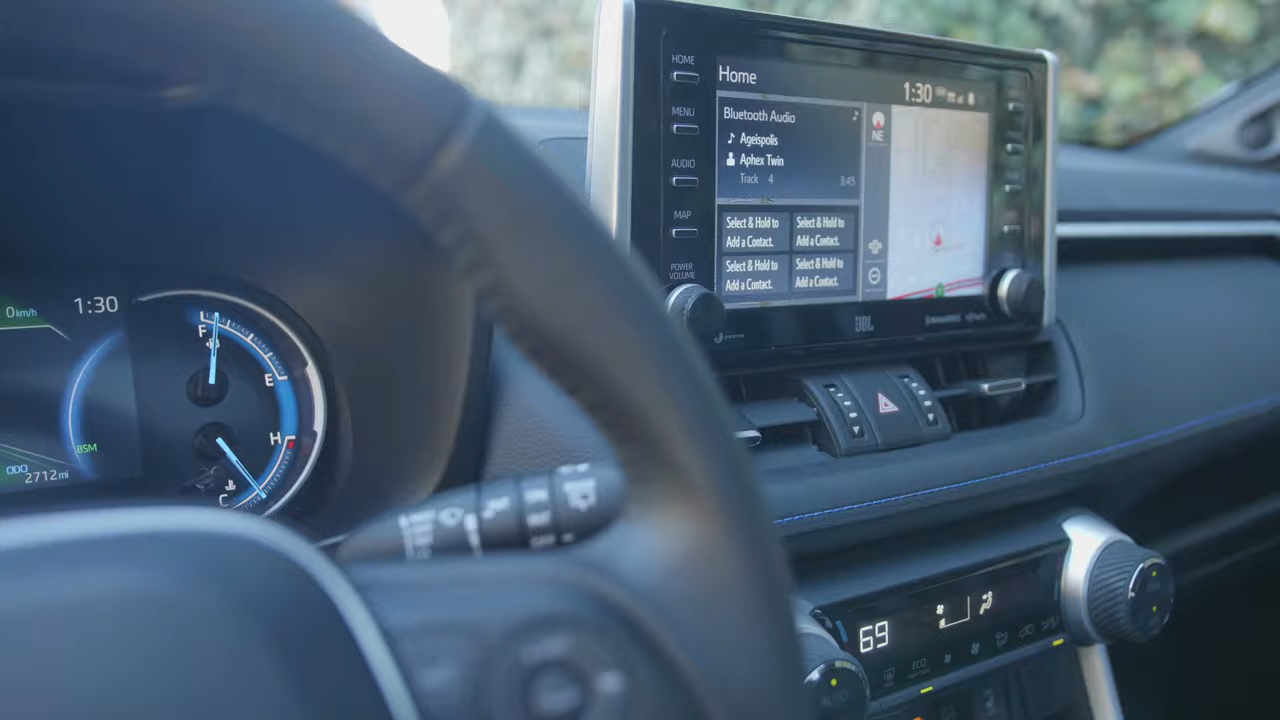 HOME
MENU
AUDIO
MAP
POWER
VOLUME
Home
1:30
Bluetooth Audio
Ageispolis
Aphex Twin
Track 4
3:45
Select & Hold to
Add a Contact.
Select & Hold to
Add a Contact.
Select & Hold to
Add a Contact.
Select & Hold to
Add a Contact.
NE
JBL
0 km/h
1:30
F
E
H
C
BSM
ODO
2712 mi
69
ECO